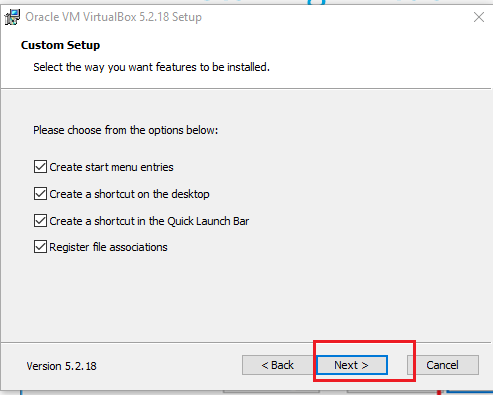 Oracle VM VirtualBox 5.2.18 Setup
Custom Setup
Select the way you want features to be installed.
Please choose from the options below:
Create start menu entries
Create a shortcut on the desktop
Create a shortcut in the Quick Launch Bar
Register file associations
Version 5.2.18
< Back
Next >
Cancel